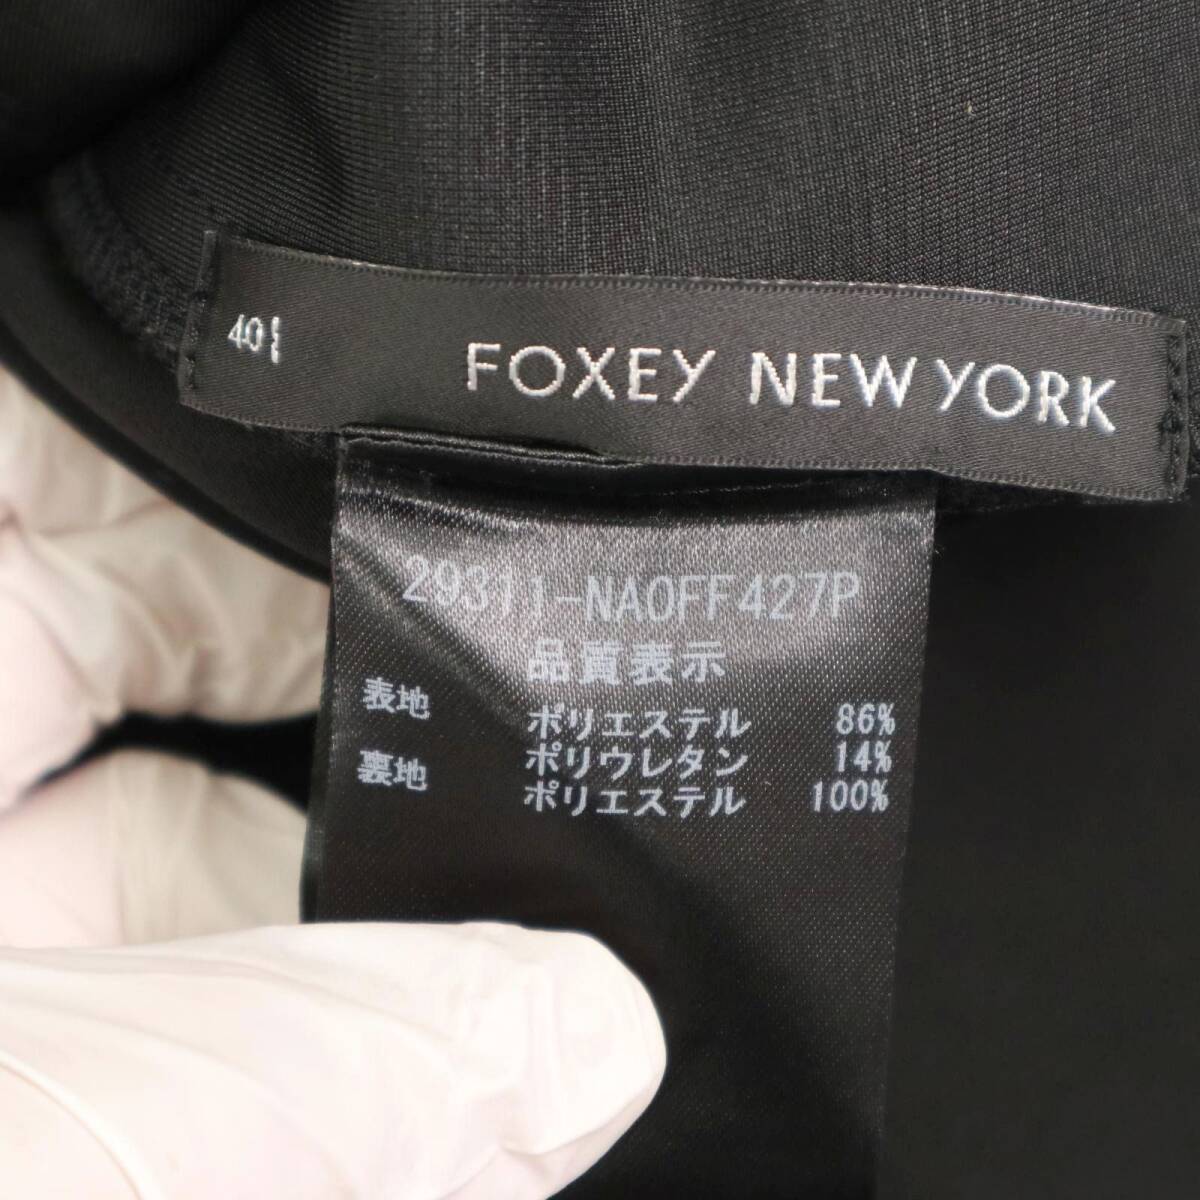 40
FOXEY NEW YORK
29311-NAOFF427P
品質表示
表地 ポリエステル 86%
ポリウレタン 14%
裏地 ポリエステル 100%